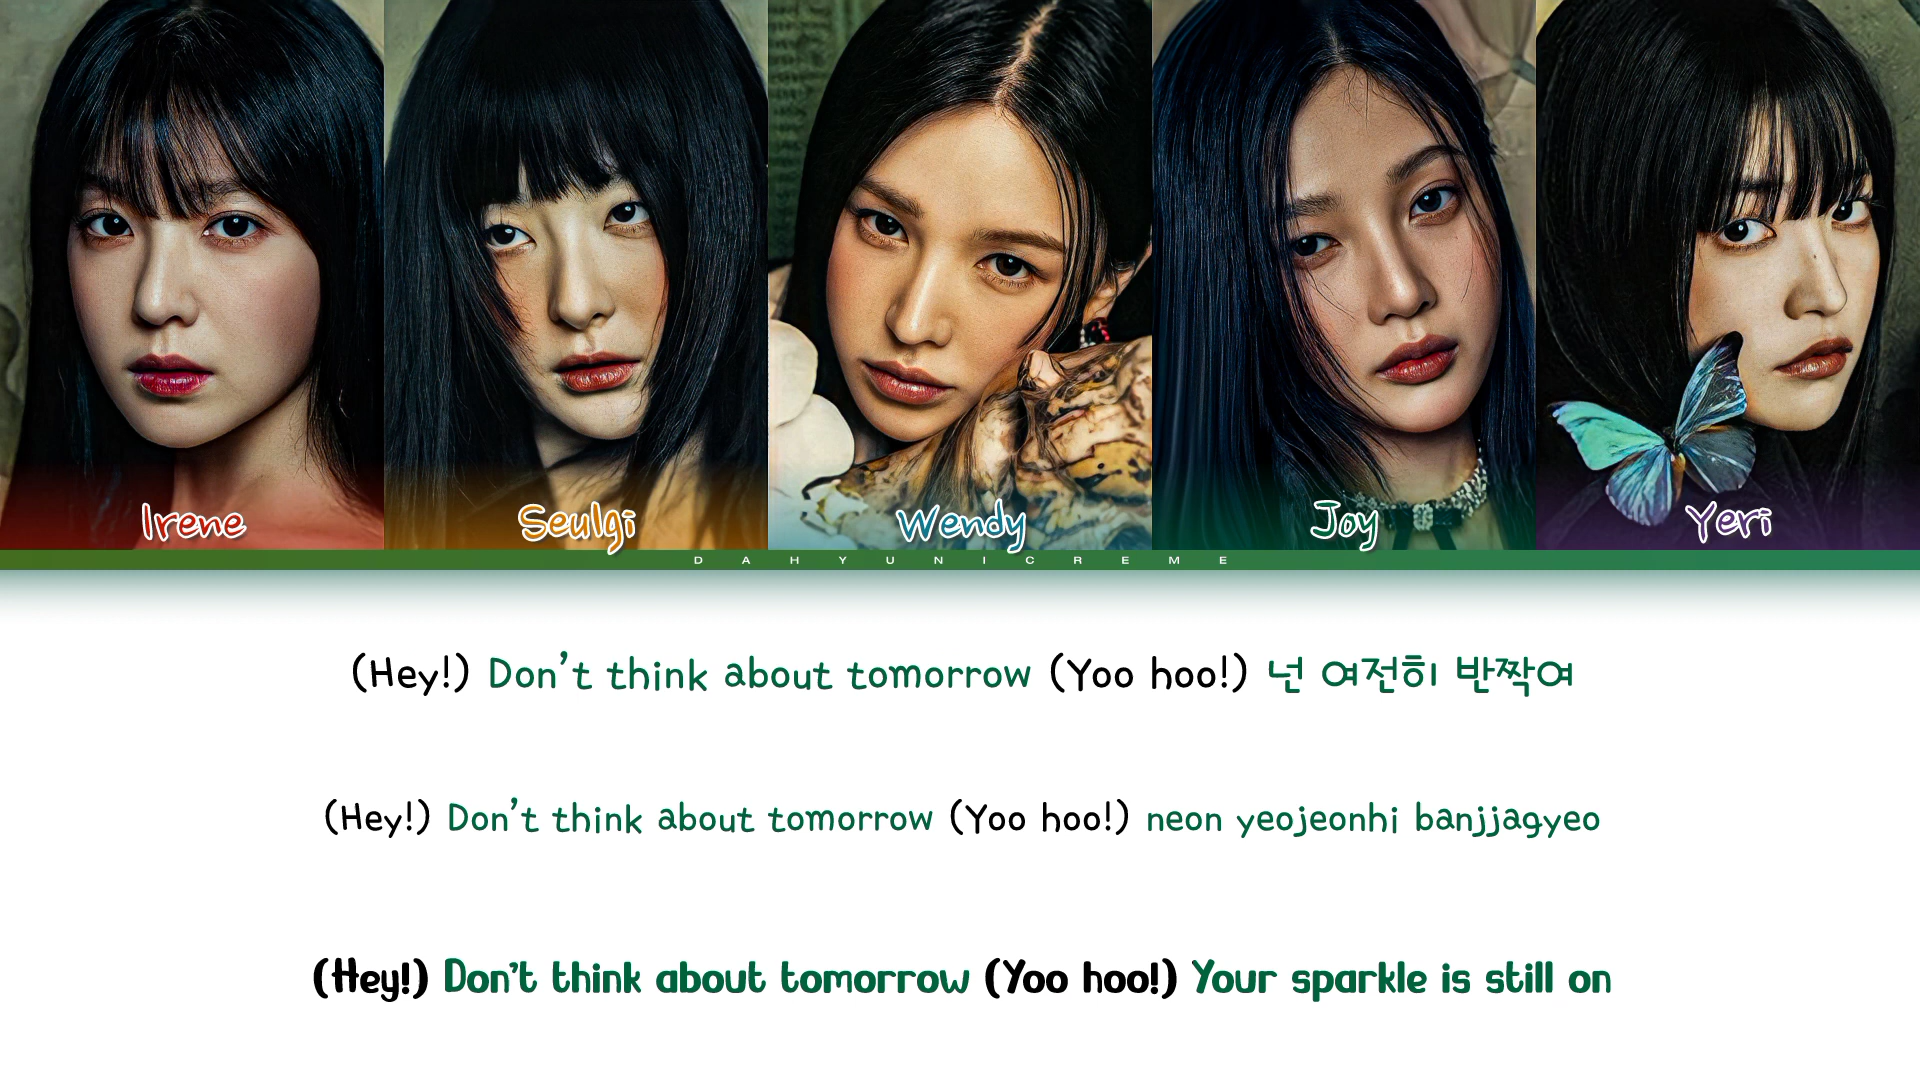 Irene Seulgi Wendy Joy Yeri
DAHYUNICREME
(Hey!) Don't think about tomorrow (Yoo hoo!) 넌 여전히 반짝여
(Hey!) Don't think about tomorrow (Yoo hoo!) neon yeojeonhi banjjagyeo
(Hey!) Don't think about tomorrow (Yoo hoo!) Your sparkle is still on